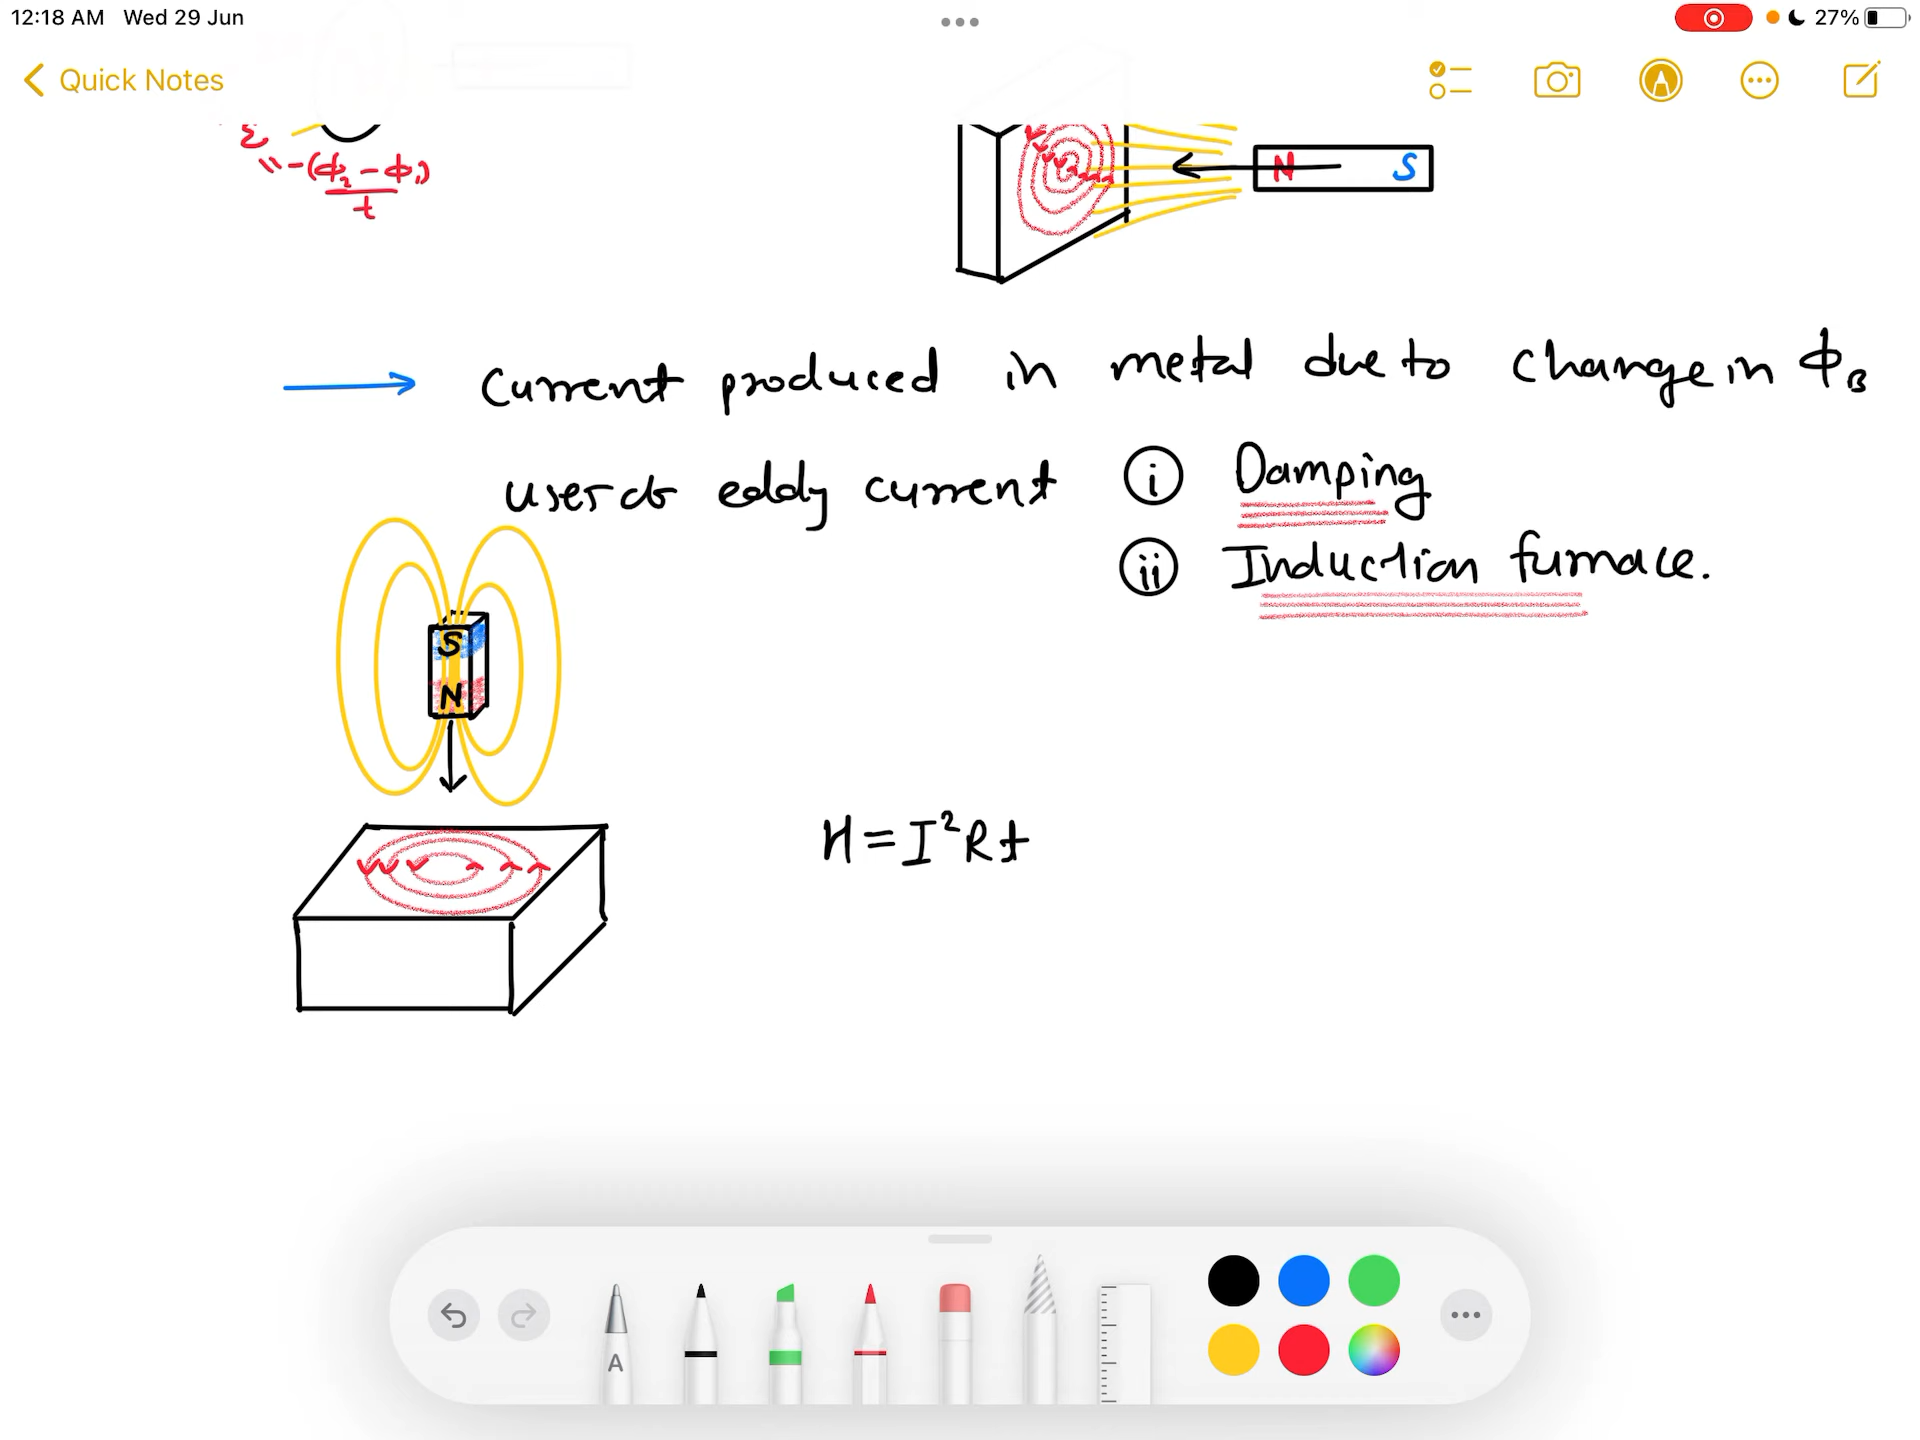 12:18 AM Wed 29 Jun
27%
Quick Notes
ε
= -(ϕ₂ - ϕ₁)
t
N S
Current produced in metal due to change in ϕ_B
uses of eddy current (i) Damping
(ii) Induction furnace.
S
N
H = I²Rt
A